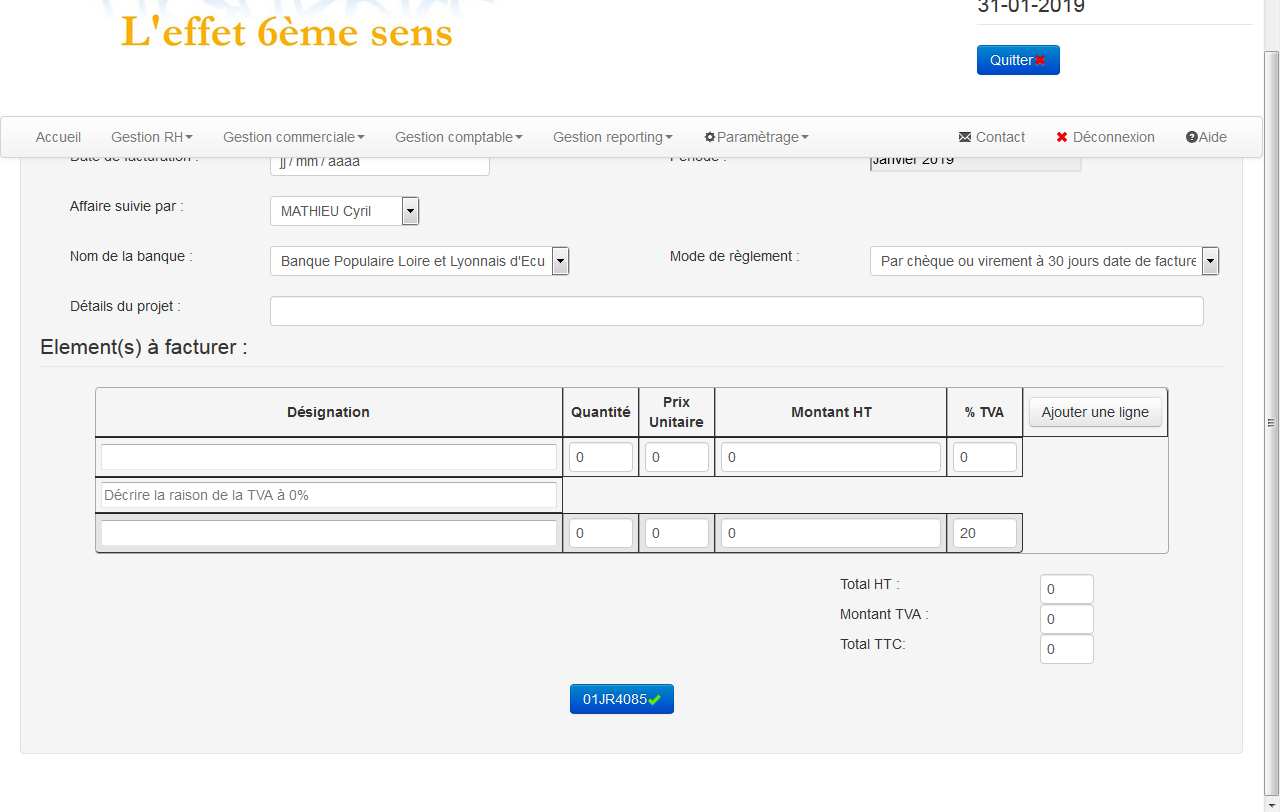 31-01-2019
L'effet 6ème sens
Quitter
Accueil Gestion RH Gestion commerciale Gestion comptable Gestion reporting Paramètrage Contact Déconnexion Aide
Date de facturation : jj / mm / aaaa Période : Janvier 2019
Affaire suivie par : MATHIEU Cyril
Nom de la banque : Banque Populaire Loire et Lyonnais d'Ecu Mode de règlement : Par chèque ou virement à 30 jours date de facture
Détails du projet :
Element(s) à facturer :
Désignation Quantité Prix Unitaire Montant HT % TVA Ajouter une ligne
0 0 0 0
Décrire la raison de la TVA à 0%
0 0 0 20
Total HT : 0
Montant TVA : 0
Total TTC: 0
01JR4085